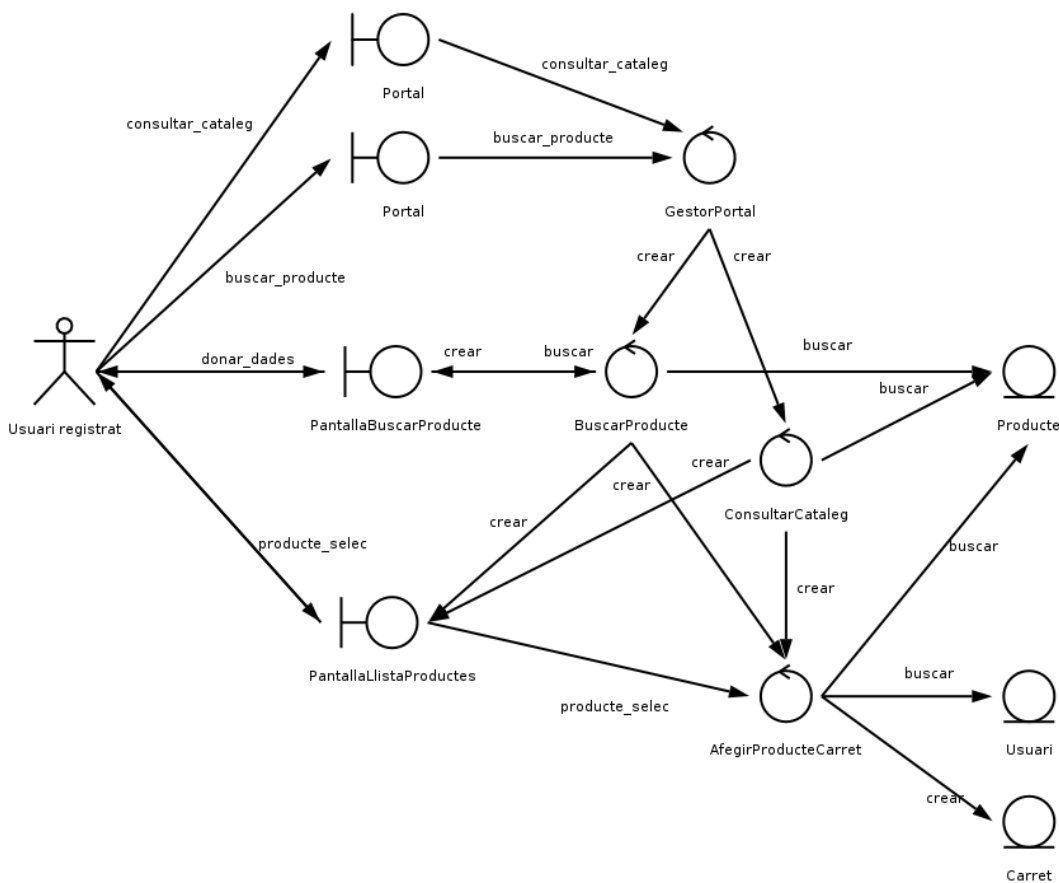 consultar_cataleg
Portal
consultar_cataleg
buscar_producte
Portal
GestorPortal
crear
crear
buscar_producte
buscar
donar_dades
crear
buscar
buscar
Usuari registrat
PantallaBuscarProducte
BuscarProducte
Producte
crear
crear
ConsultarCataleg
crear
producte_selec
buscar
crear
PantallaLlistaProductes
buscar
producte_selec
AfegirProducteCarret
Usuari
crear
Carret